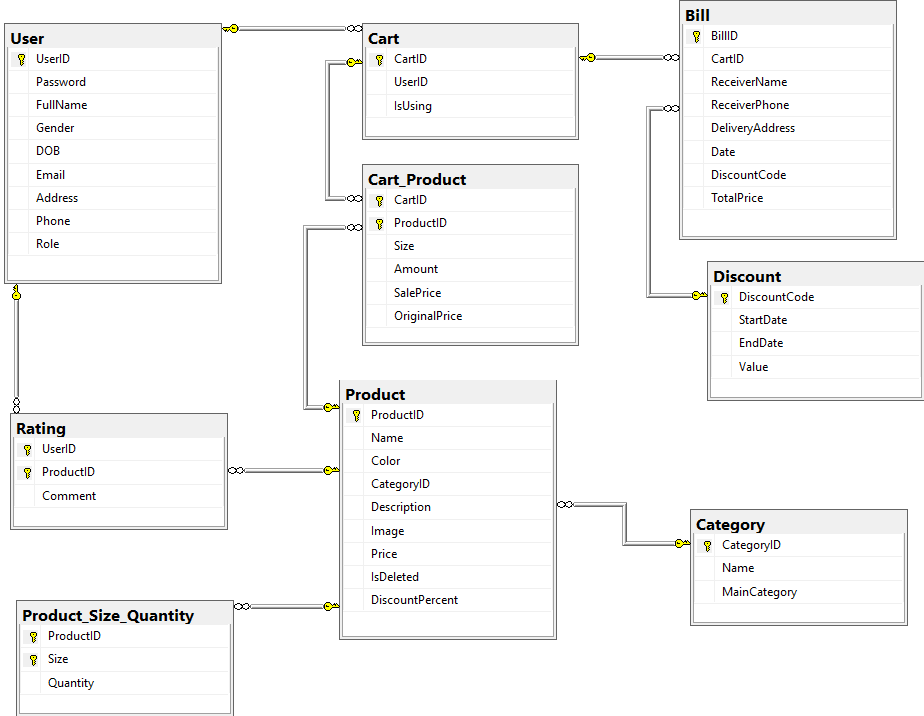 User
UserID
Password
FullName
Gender
DOB
Email
Address
Phone
Role
Cart
CartID
UserID
IsUsing
Bill
BillID
CartID
ReceiverName
ReceiverPhone
DeliveryAddress
Date
DiscountCode
TotalPrice
Cart_Product
CartID
ProductID
Size
Amount
SalePrice
OriginalPrice
Discount
DiscountCode
StartDate
EndDate
Value
Rating
UserID
ProductID
Comment
Product
ProductID
Name
Color
CategoryID
Description
Image
Price
IsDeleted
DiscountPercent
Category
CategoryID
Name
MainCategory
Product_Size_Quantity
ProductID
Size
Quantity